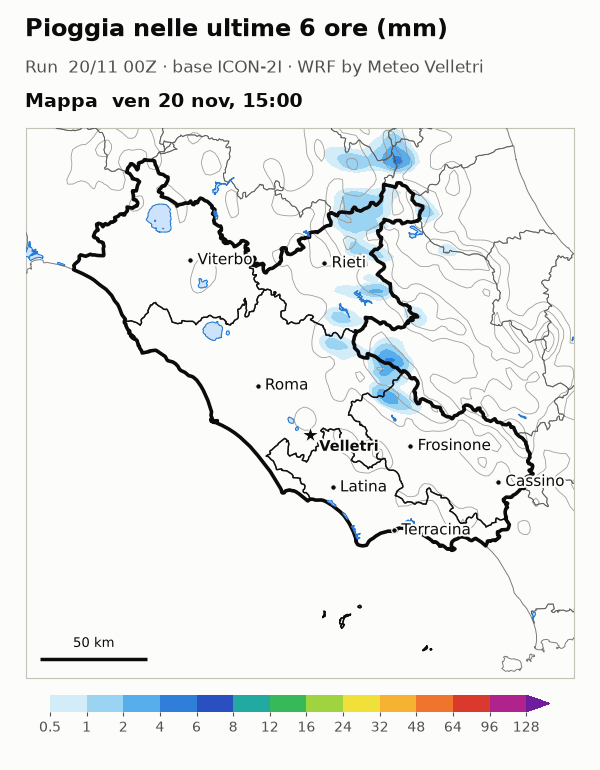 Pioggia nelle ultime 6 ore (mm)
Run  20/11 00Z · base ICON-2I · WRF by Meteo Velletri
Mappa  ven 20 nov, 15:00
Viterbo
Rieti
Roma
Velletri
Frosinone
Latina
Cassino
Terracina
50 km
0.5 1 2 4 6 8 12 16 24 32 48 64 96 128